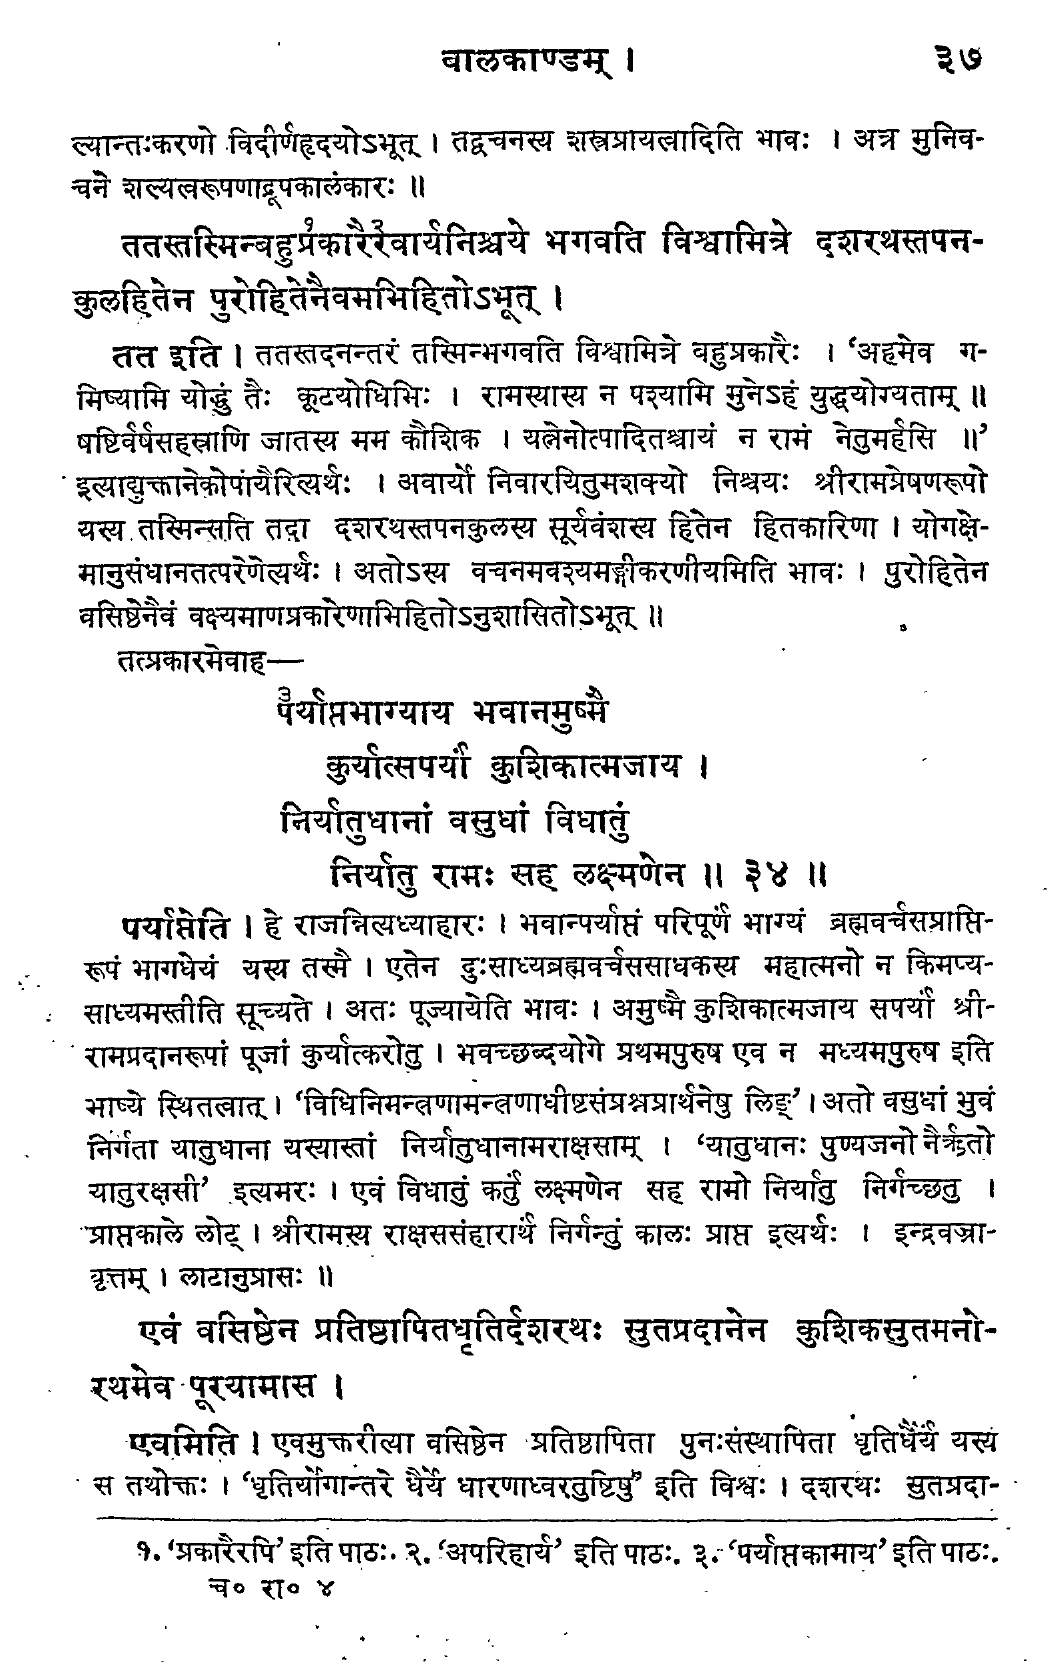 बालकाण्डम् । ३७
ल्यान्तःकरणो विदीर्णहृदयोऽभूत् । तद्वचनस्य शस्त्रप्रायत्वादिति भावः । अत्र मुनिव-
चने शल्यत्वरूपणाद्रूपकालंकारः ॥
ततस्तस्मिन्बहुप्रकारै१रवार्य२निश्चये भगवति विश्वामित्रे दशरथस्तपन-
कुलहितेन पुरोहितेनैवमभिहितोऽभूत् ।
तत इति । ततस्तदनन्तरं तस्मिन्भगवति विश्वामित्रे बहुप्रकारैः । ‘अहमेव ग-
मिष्यामि योद्धुं तैः कूटयोधिभिः । रामस्यास्य न पश्यामि मुनेऽहं युद्धयोग्यताम् ॥
षष्टिर्वर्षसहस्राणि जातस्य मम कौशिक । यत्नेनोत्पादितश्चायं न रामं नेतुमर्हसि ॥’
इत्याद्युक्तानेकोपायैरित्यर्थः । अवार्यो निवारयितुमशक्यो निश्चयः श्रीरामप्रेषणरूपो
यस्य तस्मिन्सति तदा दशरथस्तपनकुलस्य सूर्यवंशस्य हितेन हितकारिणा । योगक्षे-
मानुसंधानतत्परेणेत्यर्थः । अतोऽस्य वचनमवश्यमङ्गीकरणीयमिति भावः । पुरोहितेन
वसिष्ठेनैवं वक्ष्यमाणप्रकारेणाभिहितोऽनुशासितोऽभूत् ॥
तत्प्रकारमेवाह—
३पर्याप्तभाग्याय भवानमुष्मै
कुर्यात्सपर्यां कुशिकात्मजाय ।
निर्यातुधानां वसुधां विधातुं
निर्यातु रामः सह लक्ष्मणेन ॥ ३४ ॥
पर्याप्तेति । हे राजन्नित्यध्याहारः । भवान्पर्याप्तं परिपूर्णं भाग्यं ब्रह्मवर्चसप्राप्ति-
रूपं भागधेयं यस्य तस्मै । एतेन दुःसाध्यब्रह्मवर्चससाधकस्य महात्मनो न किमप्य-
साध्यमस्तीति सूच्यते । अतः पूज्यायेति भावः । अमुष्मै कुशिकात्मजाय सपर्यां श्री-
रामप्रदानरूपां पूजां कुर्यात्करोतु । भवच्छब्दयोगे प्रथमपुरुष एव न मध्यमपुरुष इति
भाष्ये स्थितत्वात् । ‘विधिनिमन्त्रणामन्त्रणाधीष्टसंप्रश्नप्रार्थनेषु लिङ्’ । अतो वसुधां भुवं
निर्गता यातुधाना यस्यास्तां निर्यातुधानामराक्षसाम् । ‘यातुधानः पुण्यजनो नैर्ऋतो
यातुरक्षसी’ इत्यमरः । एवं विधातुं कर्तुं लक्ष्मणेन सह रामो निर्यातु निर्गच्छतु ।
प्राप्तकाले लोट् । श्रीरामस्य राक्षससंहारार्थं निर्गन्तुं कालः प्राप्त इत्यर्थः । इन्द्रवज्रा-
वृत्तम् । लाटानुप्रासः ॥
एवं वसिष्ठेन प्रतिष्ठापितधृतिर्दशरथः सुतप्रदानेन कुशिकसुतमनो-
रथमेव पूरयामास ।
एवमिति । एवमुक्तरीत्या वसिष्ठेन प्रतिष्ठापिता पुनःसंस्थापिता धृतिर्धैर्यं यस्य
स तथोक्तः । ‘धृतिर्योगान्तरे धैर्ये धारणाध्वरतुष्टिषु’ इति विश्वः । दशरथः सुतप्रदा-
१. ‘प्रकारैरपि’ इति पाठः. २. ‘अपरिहार्य’ इति पाठः. ३. ‘पर्याप्तकामाय’ इति पाठः.
च० रा० ४